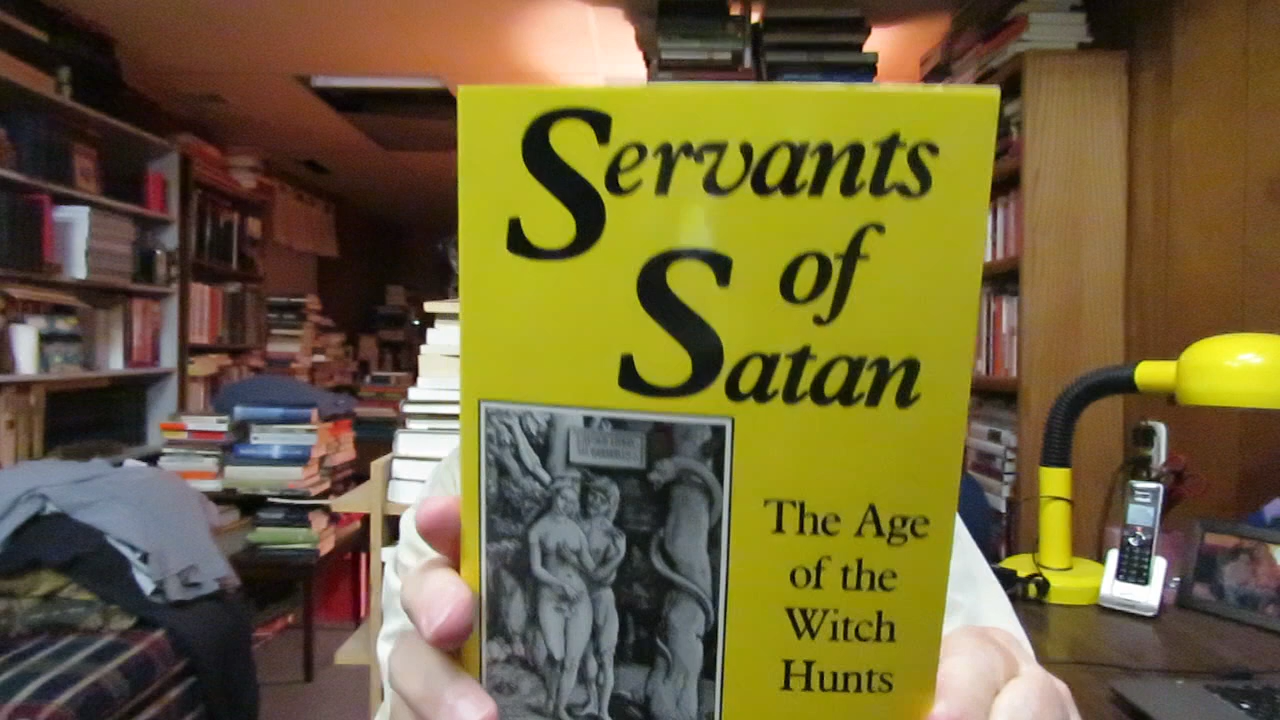 Servants
of
Satan
The Age
of the
Witch
Hunts